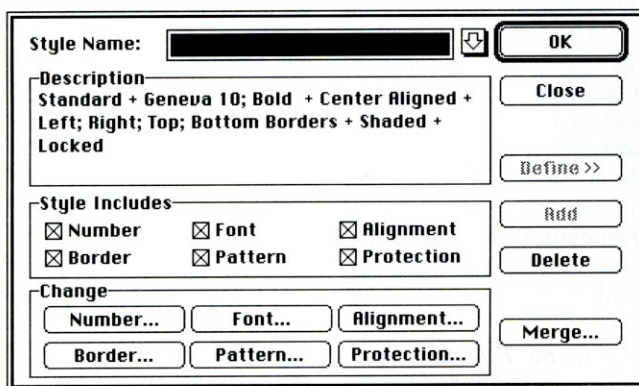 Style Name:
OK
Description
Standard + Geneva 10; Bold + Center Aligned +
Left; Right; Top; Bottom Borders + Shaded +
Locked
Close
Define >>
Style Includes
Number Font Alignment
Border Pattern Protection
Add
Delete
Change
Number... Font... Alignment...
Border... Pattern... Protection...
Merge...